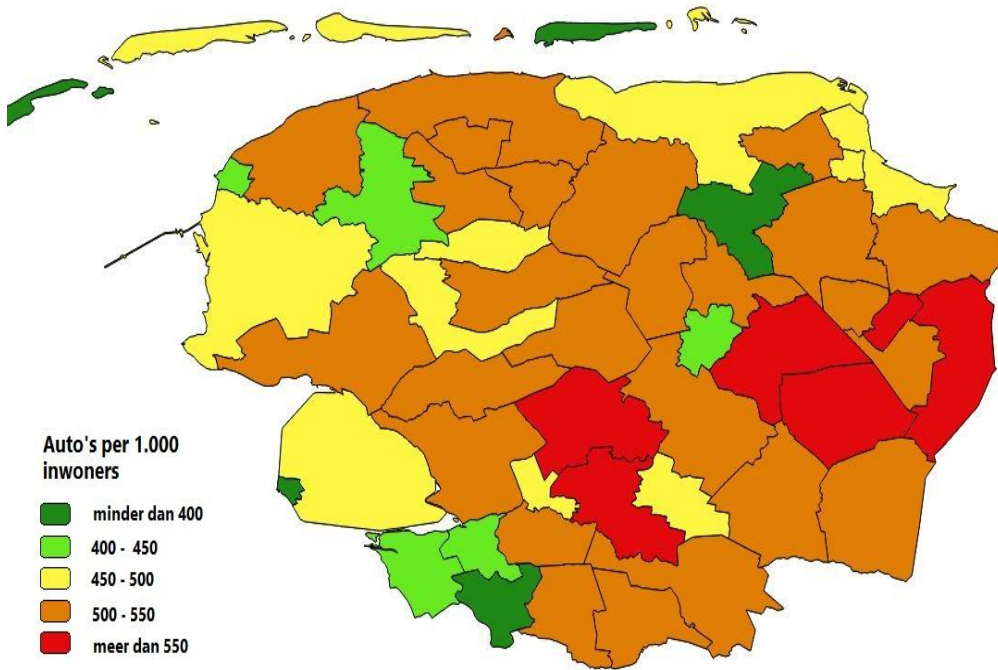 Auto's per 1.000
inwoners
minder dan 400
400 - 450
450 - 500
500 - 550
meer dan 550